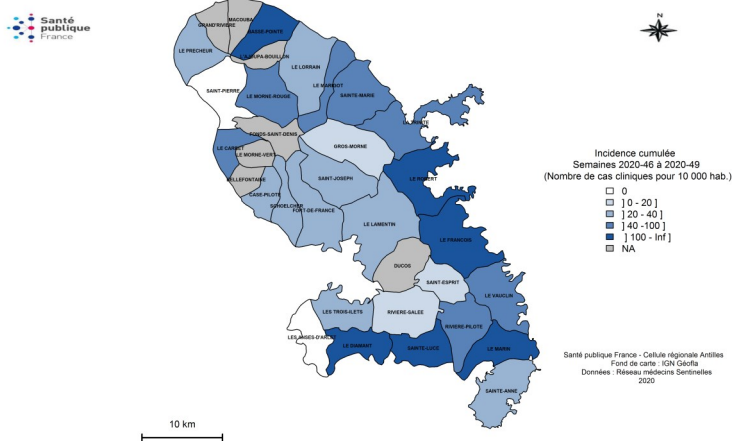 Santé
publique
France
N
MACOUBA
GRAND'RIVIERE
BASSE-POINTE
LE PRECHEUR
L'AJOUPA-BOUILLON
LE LORRAIN
SAINT-PIERRE
LE MARIGOT
LE MORNE-ROUGE
SAINTE-MARIE
LA TRINITE
FONDS-SAINT-DENIS
LE CARBET
GROS-MORNE
LE MORNE-VERT
LE ROBERT
BELLEFONTAINE
SAINT-JOSEPH
CASE-PILOTE
SCHOELCHER
FORT-DE-FRANCE
LE LAMENTIN
LE FRANCOIS
DUCOS
SAINT-ESPRIT
LE VAUCLIN
LES TROIS-ILETS
RIVIERE-SALEE
RIVIERE-PILOTE
LES ANSES-D'ARLET
LE DIAMANT
SAINTE-LUCE
LE MARIN
SAINTE-ANNE
Incidence cumulée
Semaines 2020-46 à 2020-49
(Nombre de cas cliniques pour 10 000 hab.)
0
] 0 - 20 ]
] 20 - 40 ]
] 40 -100 ]
] 100 - Inf ]
NA
Santé publique France - Cellule régionale Antilles
Fond de carte : IGN Géofla
Données : Réseau médecins Sentinelles
2020
10 km